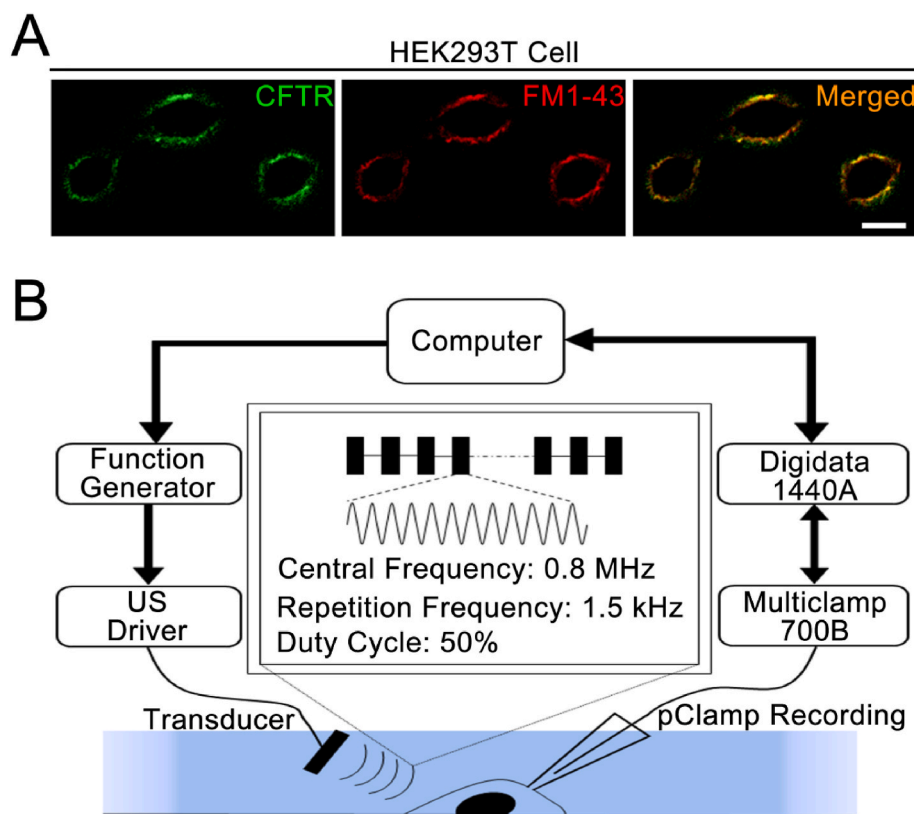 A
HEK293T Cell
CFTR
FM1-43
Merged
B
Computer
Function
Generator
Digidata
1440A
Central Frequency: 0.8 MHz
Repetition Frequency: 1.5 kHz
Duty Cycle: 50%
US
Driver
Multiclamp
700B
Transducer
pClamp Recording